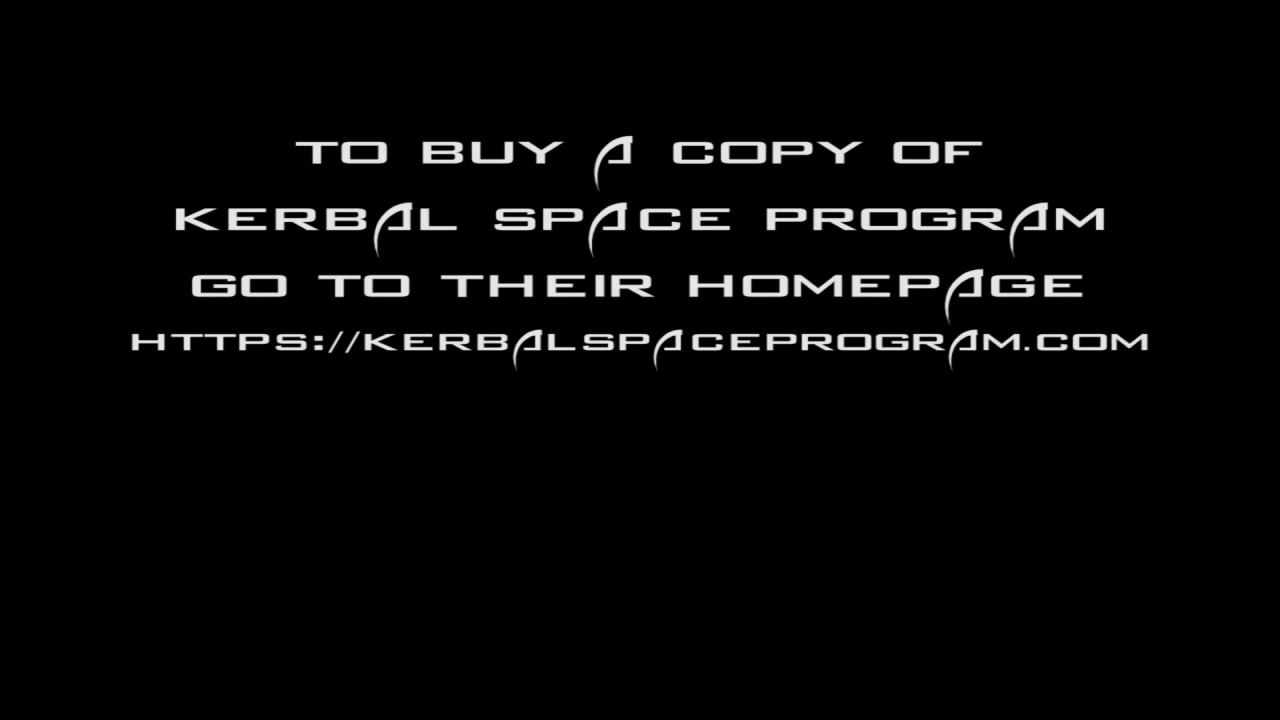 TO BUY A COPY OF
KERBAL SPACE PROGRAM
GO TO THEIR HOMEPAGE
HTTPS://KERBALSPACEPROGRAM.COM